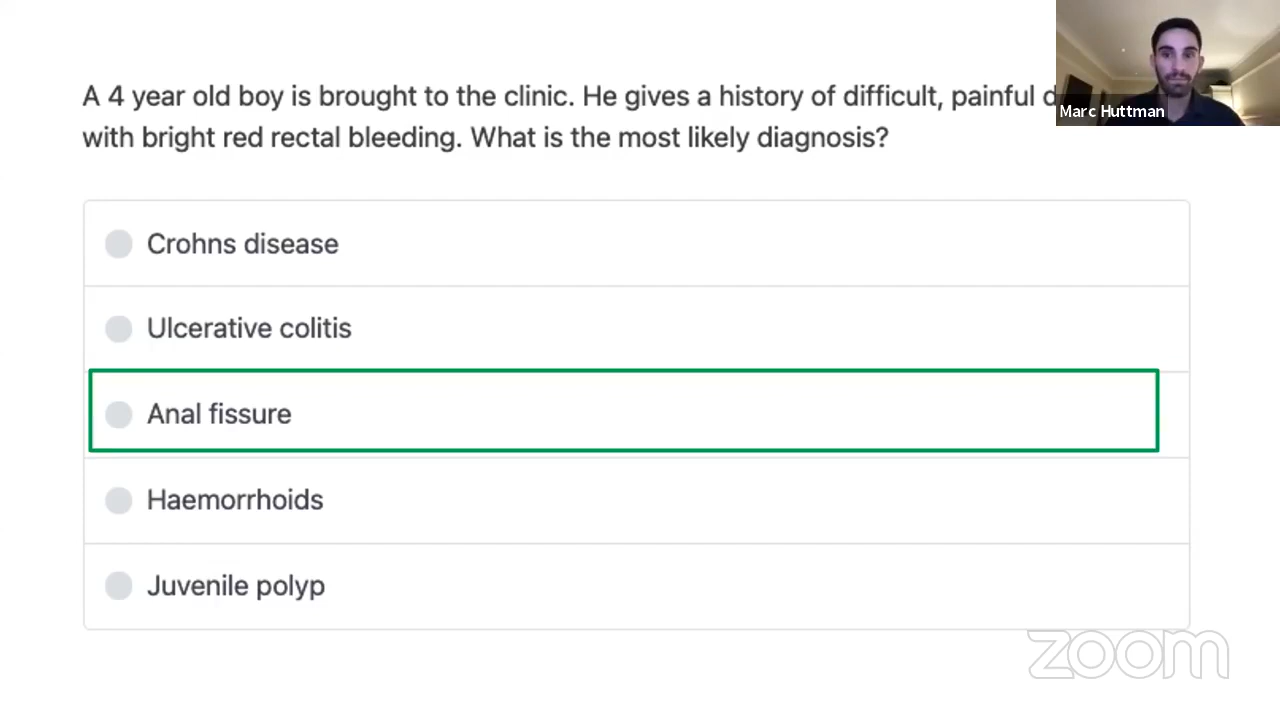 A 4 year old boy is brought to the clinic. He gives a history of difficult, painful
with bright red rectal bleeding. What is the most likely diagnosis?
Marc Huttman
Crohns disease
Ulcerative colitis
Anal fissure
Haemorrhoids
Juvenile polyp
zoom